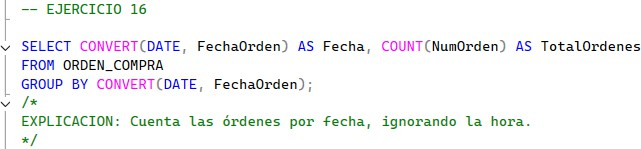 -- EJERCICIO 16
SELECT CONVERT(DATE, FechaOrden) AS Fecha, COUNT(NumOrden) AS TotalOrdenes
FROM ORDEN_COMPRA
GROUP BY CONVERT(DATE, FechaOrden);
/*
EXPLICACION: Cuenta las órdenes por fecha, ignorando la hora.
*/